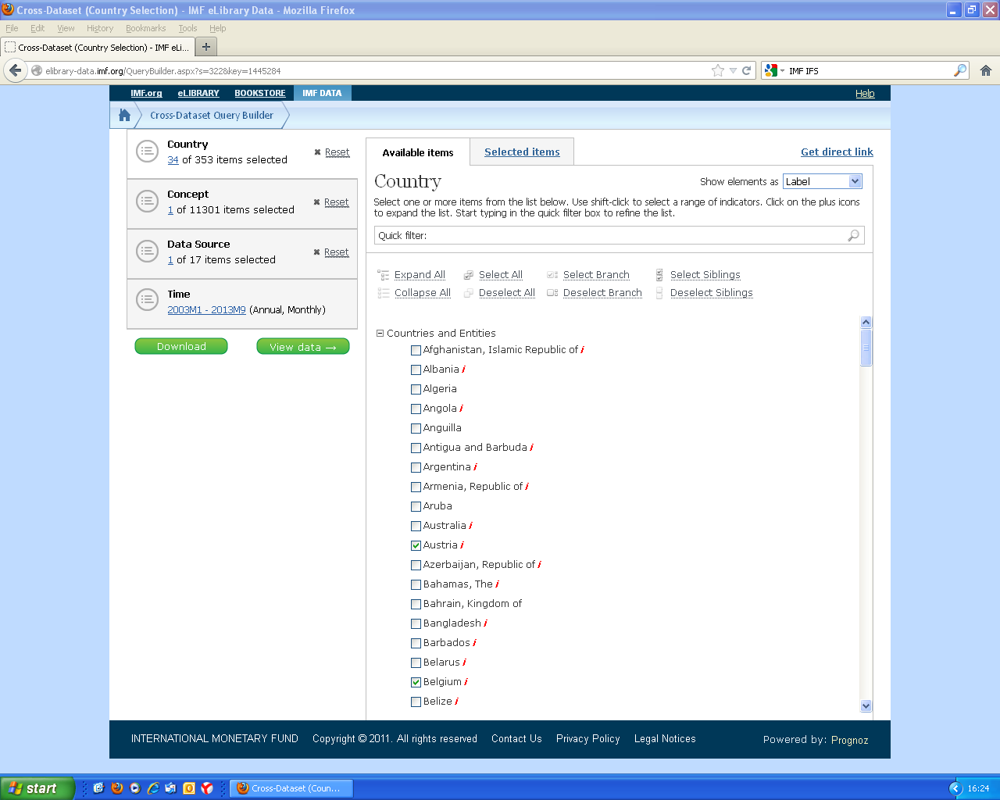 Cross-Dataset (Country Selection) - IMF eLibrary Data - Mozilla Firefox
File Edit View History Bookmarks Tools Help
Cross-Dataset (Country Selection) - IMF eLi...
elibrary-data.imf.org/QueryBuilder.aspx?s=322&key=1445284
IMF IFS
IMF.org eLIBRARY BOOKSTORE IMF DATA Help
Cross-Dataset Query Builder
Country
34 of 353 items selected
Reset
Concept
1 of 11301 items selected
Reset
Data Source
1 of 17 items selected
Reset
Time
2003M1 - 2013M9 (Annual, Monthly)
Download View data →
Available items Selected items Get direct link
Country
Show elements as Label
Select one or more items from the list below. Use shift-click to select a range of indicators. Click on the plus icons
to expand the list. Start typing in the quick filter box to refine the list.
Quick filter:
Expand All Select All Select Branch Select Siblings
Collapse All Deselect All Deselect Branch Deselect Siblings
Countries and Entities
Afghanistan, Islamic Republic of i
Albania i
Algeria
Angola i
Anguilla
Antigua and Barbuda i
Argentina i
Armenia, Republic of i
Aruba
Australia i
Austria i
Azerbaijan, Republic of i
Bahamas, The i
Bahrain, Kingdom of
Bangladesh i
Barbados i
Belarus i
Belgium i
Belize i
INTERNATIONAL MONETARY FUND Copyright © 2011. All rights reserved Contact Us Privacy Policy Legal Notices Powered by: Prognoz
start Cross-Dataset (Coun... 16:24